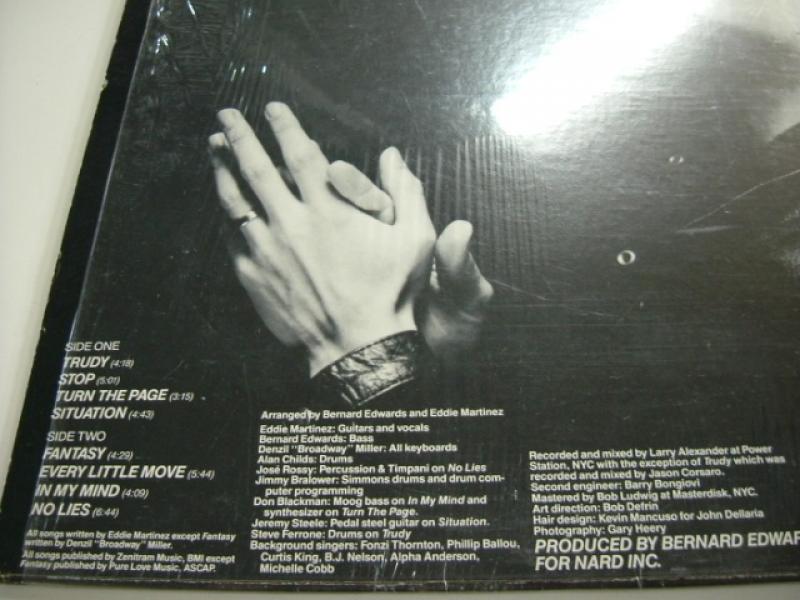 SIDE ONE
TRUDY (4:18)
STOP (5:01)
TURN THE PAGE (3:15)
SITUATION (4:43)
SIDE TWO
FANTASY (4:29)
EVERY LITTLE MOVE (5:44)
IN MY MIND (4:09)
NO LIES (6:44)
All songs written by Eddie Martinez except Fantasy
written by Denzil "Broadway" Miller.
All songs published by Zenitram Music, BMI except
Fantasy published by Pure Love Music, ASCAP.
Arranged by Bernard Edwards and Eddie Martinez
Eddie Martinez: Guitars and vocals
Bernard Edwards: Bass
Denzil "Broadway" Miller: All keyboards
Alan Childs: Drums
José Rossy: Percussion & Timpani on No Lies
Jimmy Bralower: Simmons drums and drum com-
puter programming
Don Blackman: Moog bass on In My Mind and
synthesizer on Turn The Page.
Jeremy Steele: Pedal steel guitar on Situation.
Steve Ferrone: Drums on Trudy
Background singers: Fonzi Thornton, Phillip Ballou,
Curtis King, B.J. Nelson, Alpha Anderson,
Michelle Cobb
Recorded and mixed by Larry Alexander at Power
Station, NYC with the exception of Trudy which was
recorded and mixed by Jason Corsaro.
Second engineer: Barry Bongiovi
Mastered by Bob Ludwig at Masterdisk, NYC.
Art direction: Bob Defrin
Hair design: Kevin Mancuso for John Dellaria
Photography: Gary Heery
PRODUCED BY BERNARD EDWAR
FOR NARD INC.